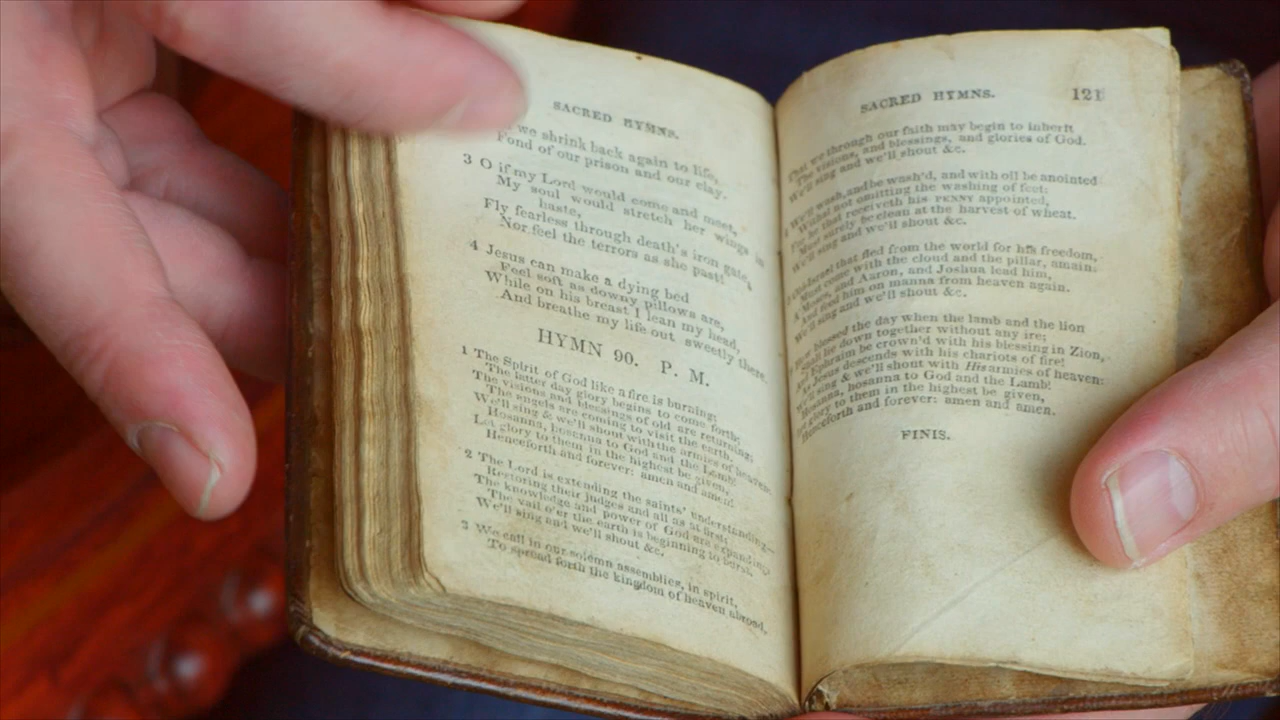 SACRED HYMNS.
we shrink back again to life,
Fond of our prison and our clay.
3 O if my Lord would come and meet,
My soul would stretch her wings in
haste,
Fly fearless through death's iron gate,
Nor feel the terrors as she past!
4 Jesus can make a dying bed
Feel soft as downy pillows are,
While on his breast I lean my head,
And breathe my life out sweetly there.
HYMN 90. P. M.
1 The Spirit of God like a fire is burning;
The latter day glory begins to come forth;
The visions and blessings of old are returning;
The angels are coming to visit the earth.
We'll sing & we'll shout with the armies of heaven:
Hosanna, hosanna to God and the Lamb!
Let glory to them in the highest be given,
Henceforth and forever: amen and amen!
2 The Lord is extending the saints' understanding—
Restoring their judges and all as at first;
The knowledge and power of God are expanding;
The vail o'er the earth is beginning to burst.
We'll sing and we'll shout &c.
3 We call in our solemn assemblies, in spirit,
To spread forth the kingdom of heaven abroad,
SACRED HYMNS. 121
That we through our faith may begin to inherit
The visions, and blessings, and glories of God.
We'll sing and we'll shout &c.
We'll wash, and be wash'd, and with oil be anointed
Withal not omitting the washing of feet:
For he that receiveth his PENNY appointed,
Must surely be clean at the harvest of wheat.
We'll sing and we'll shout &c.
Old Israel that fled from the world for his freedom,
Must come with the cloud and the pillar, amain:
A Moses, and Aaron, and Joshua lead him,
And feed him on manna from heaven again.
We'll sing and we'll shout &c.
How blessed the day when the lamb and the lion
Shall lie down together without any ire;
And Ephraim be crown'd with his blessing in Zion,
As Jesus descends with his chariots of fire!
We'll sing & we'll shout with His armies of heaven:
Hosanna, hosanna to God and the Lamb!
Let glory to them in the highest be given,
Henceforth and forever: amen and amen.
FINIS.